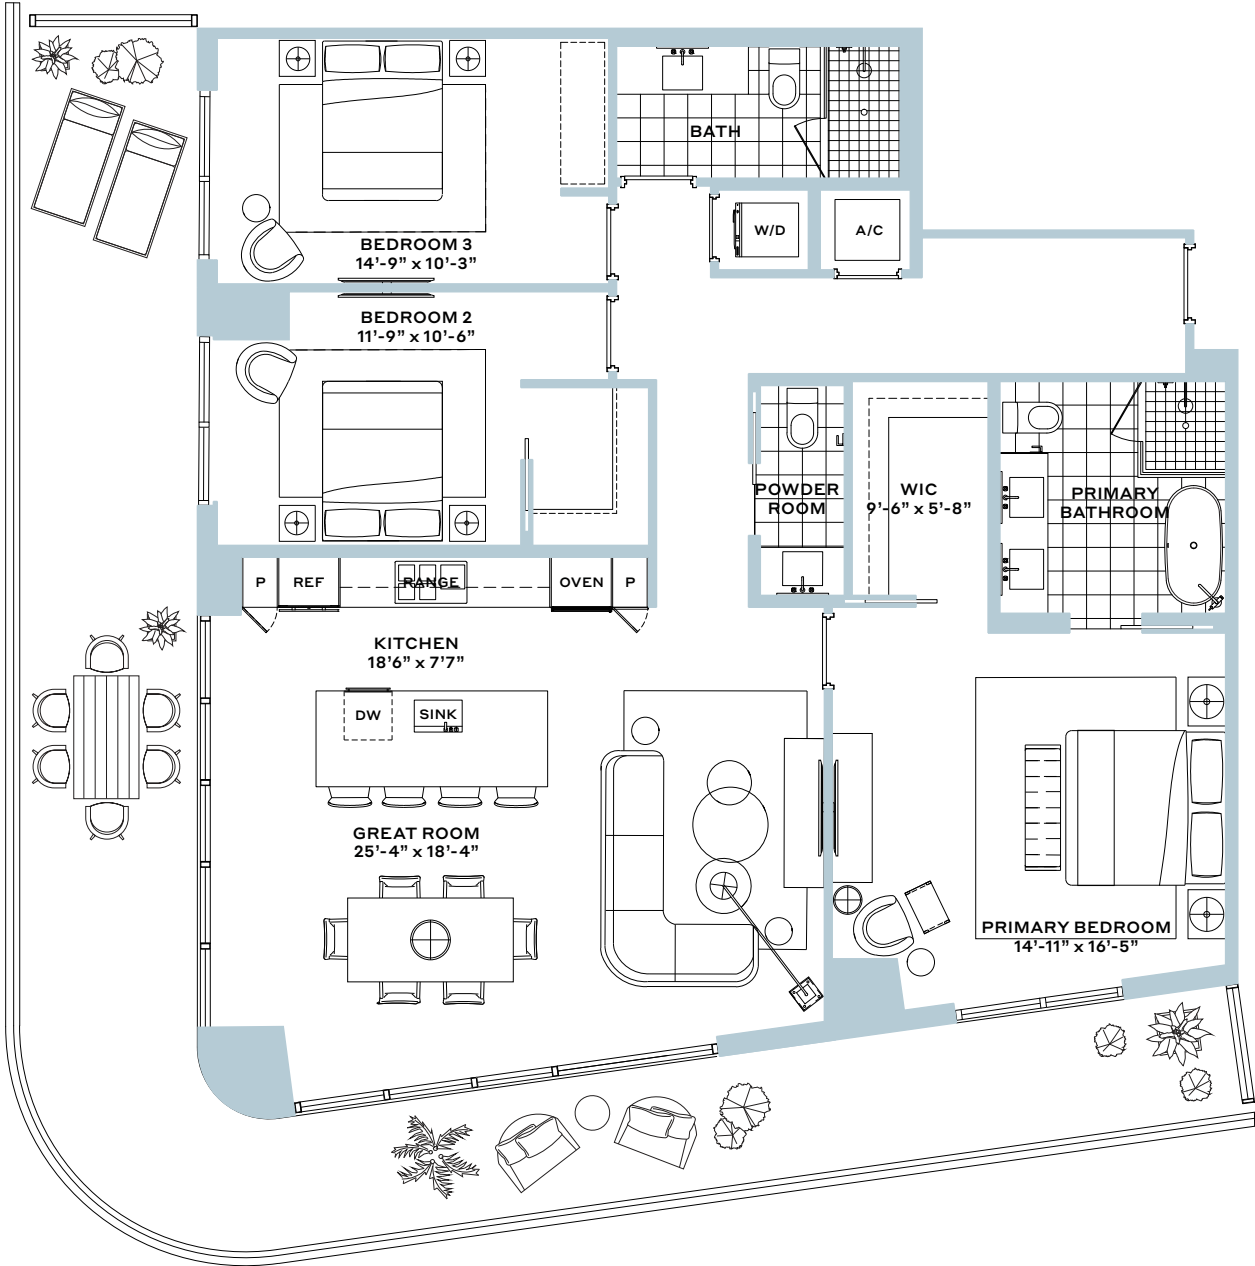 BATH
W/D
A/C
BEDROOM 3
14'-9" x 10'-3"
BEDROOM 2
11'-9" x 10'-6"
POWDER
ROOM
WIC
9'-6" x 5'-8"
PRIMARY
BATHROOM
P
REF
RANGE
OVEN
P
KITCHEN
18'6" x 7'7"
DW
SINK
GREAT ROOM
25'-4" x 18'-4"
PRIMARY BEDROOM
14'-11" x 16'-5"